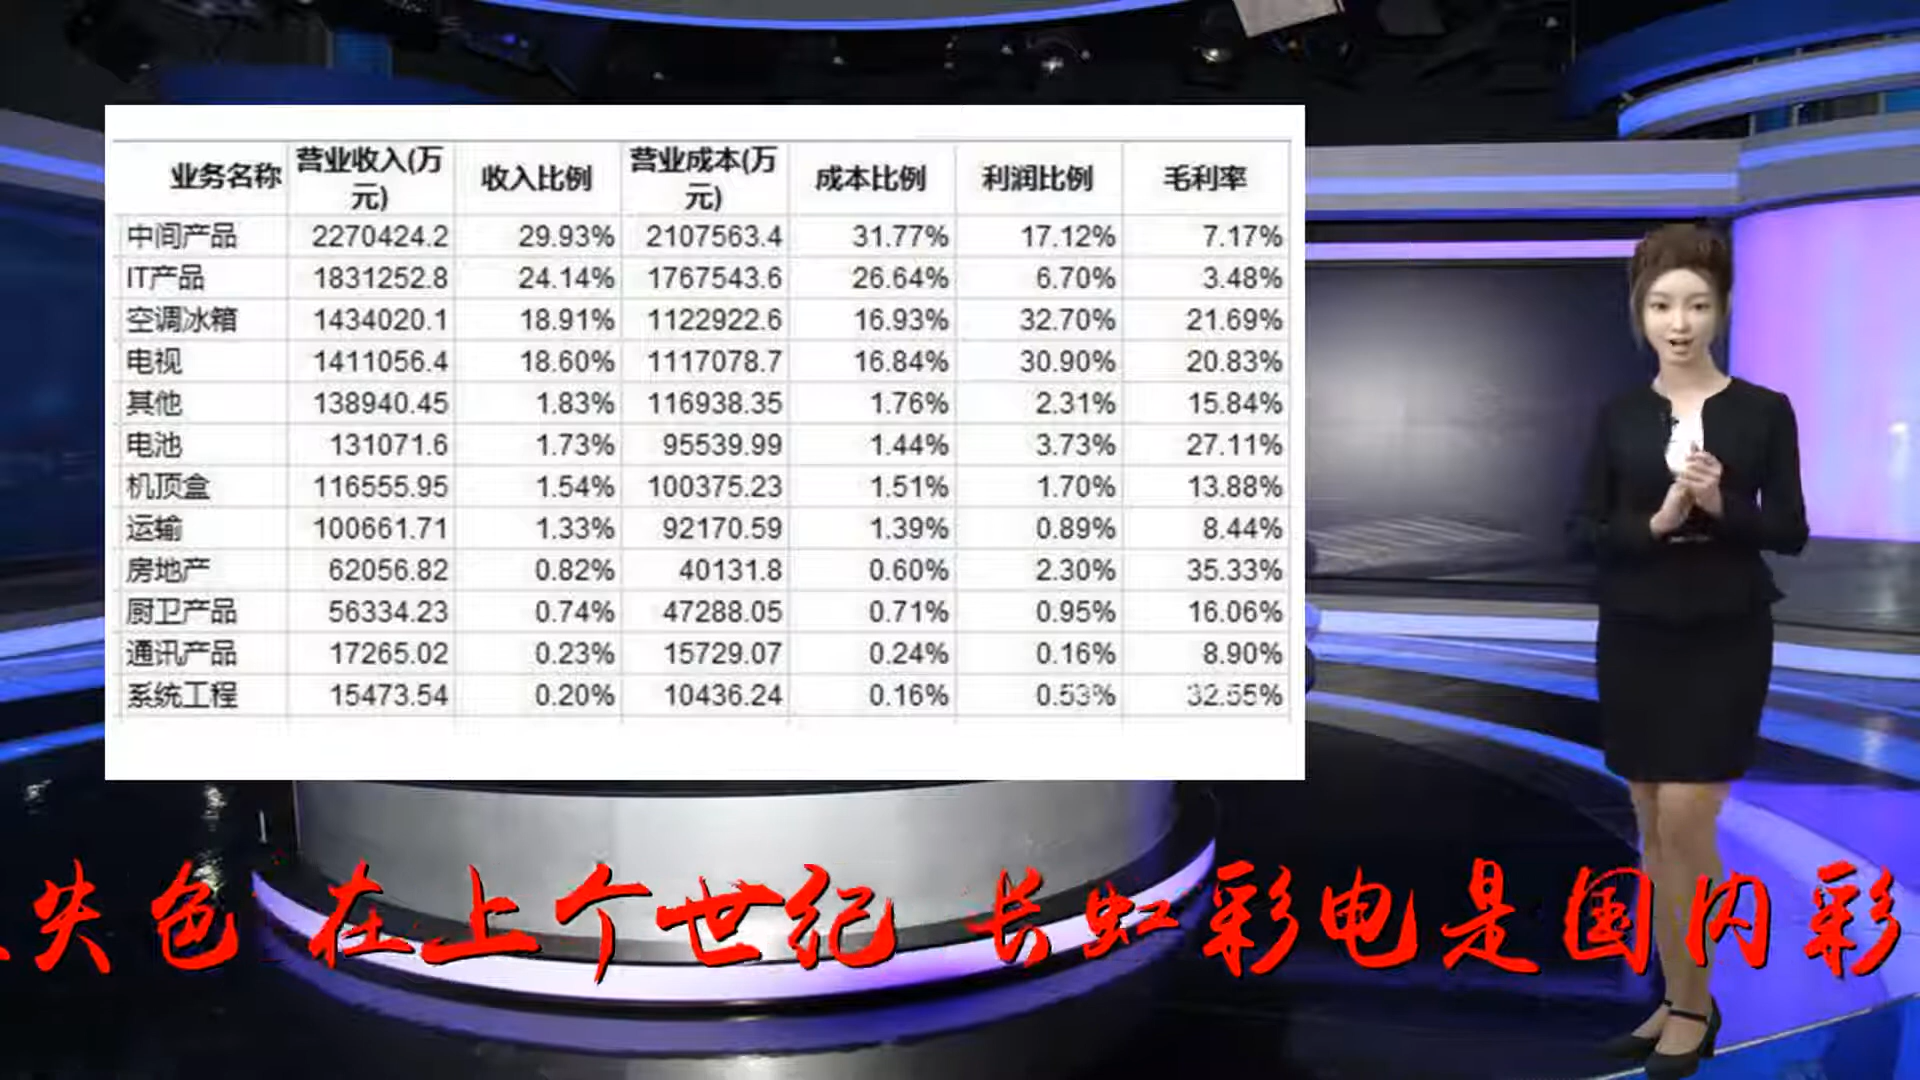 业务名称 营业收入(万元) 收入比例 营业成本(万元) 成本比例 利润比例 毛利率
中间产品 2270424.2 29.93% 2107563.4 31.77% 17.12% 7.17%
IT产品 1831252.8 24.14% 1767543.6 26.64% 6.70% 3.48%
空调冰箱 1434020.1 18.91% 1122922.6 16.93% 32.70% 21.69%
电视 1411056.4 18.60% 1117078.7 16.84% 30.90% 20.83%
其他 138940.45 1.83% 116938.35 1.76% 2.31% 15.84%
电池 131071.6 1.73% 95539.99 1.44% 3.73% 27.11%
机顶盒 116555.95 1.54% 100375.23 1.51% 1.70% 13.88%
运输 100661.71 1.33% 92170.59 1.39% 0.89% 8.44%
房地产 62056.82 0.82% 40131.8 0.60% 2.30% 35.33%
厨卫产品 56334.23 0.74% 47288.05 0.71% 0.95% 16.06%
通讯产品 17265.02 0.23% 15729.07 0.24% 0.16% 8.90%
系统工程 15473.54 0.20% 10436.24 0.16% 0.53% 32.55%
失色 在上个世纪 长虹彩电是国内彩